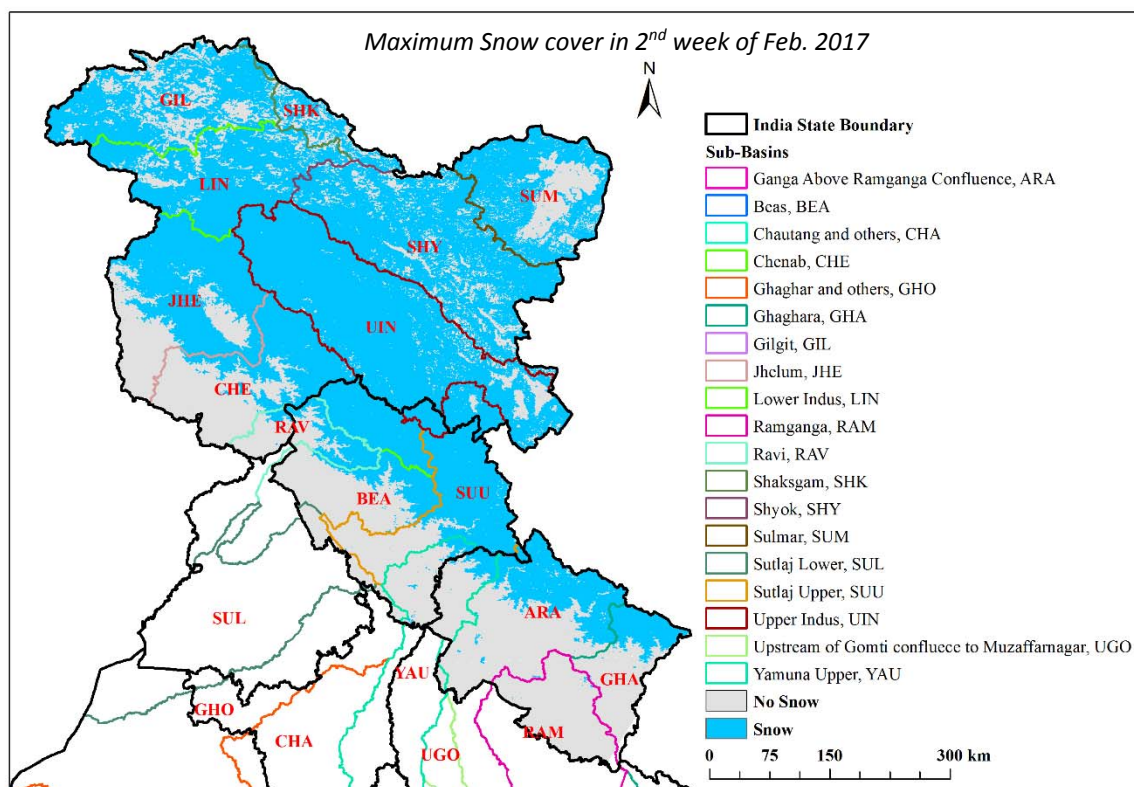 Maximum Snow cover in 2nd week of Feb. 2017
N
GIL
SHK
LIN
SUM
SHY
JHE
UIN
CHE
RAV
BEA
SUU
SUL
ARA
YAU
GHA
GHO
CHA
UGO
RAM
India State Boundary
Sub-Basins
Ganga Above Ramganga Confluence, ARA
Beas, BEA
Chautang and others, CHA
Chenab, CHE
Ghaghar and others, GHO
Ghaghara, GHA
Gilgit, GIL
Jhelum, JHE
Lower Indus, LIN
Ramganga, RAM
Ravi, RAV
Shaksgam, SHK
Shyok, SHY
Sulmar, SUM
Sutlaj Lower, SUL
Sutlaj Upper, SUU
Upper Indus, UIN
Upstream of Gomti confluece to Muzaffarnagar, UGO
Yamuna Upper, YAU
No Snow
Snow
0 75 150 300 km